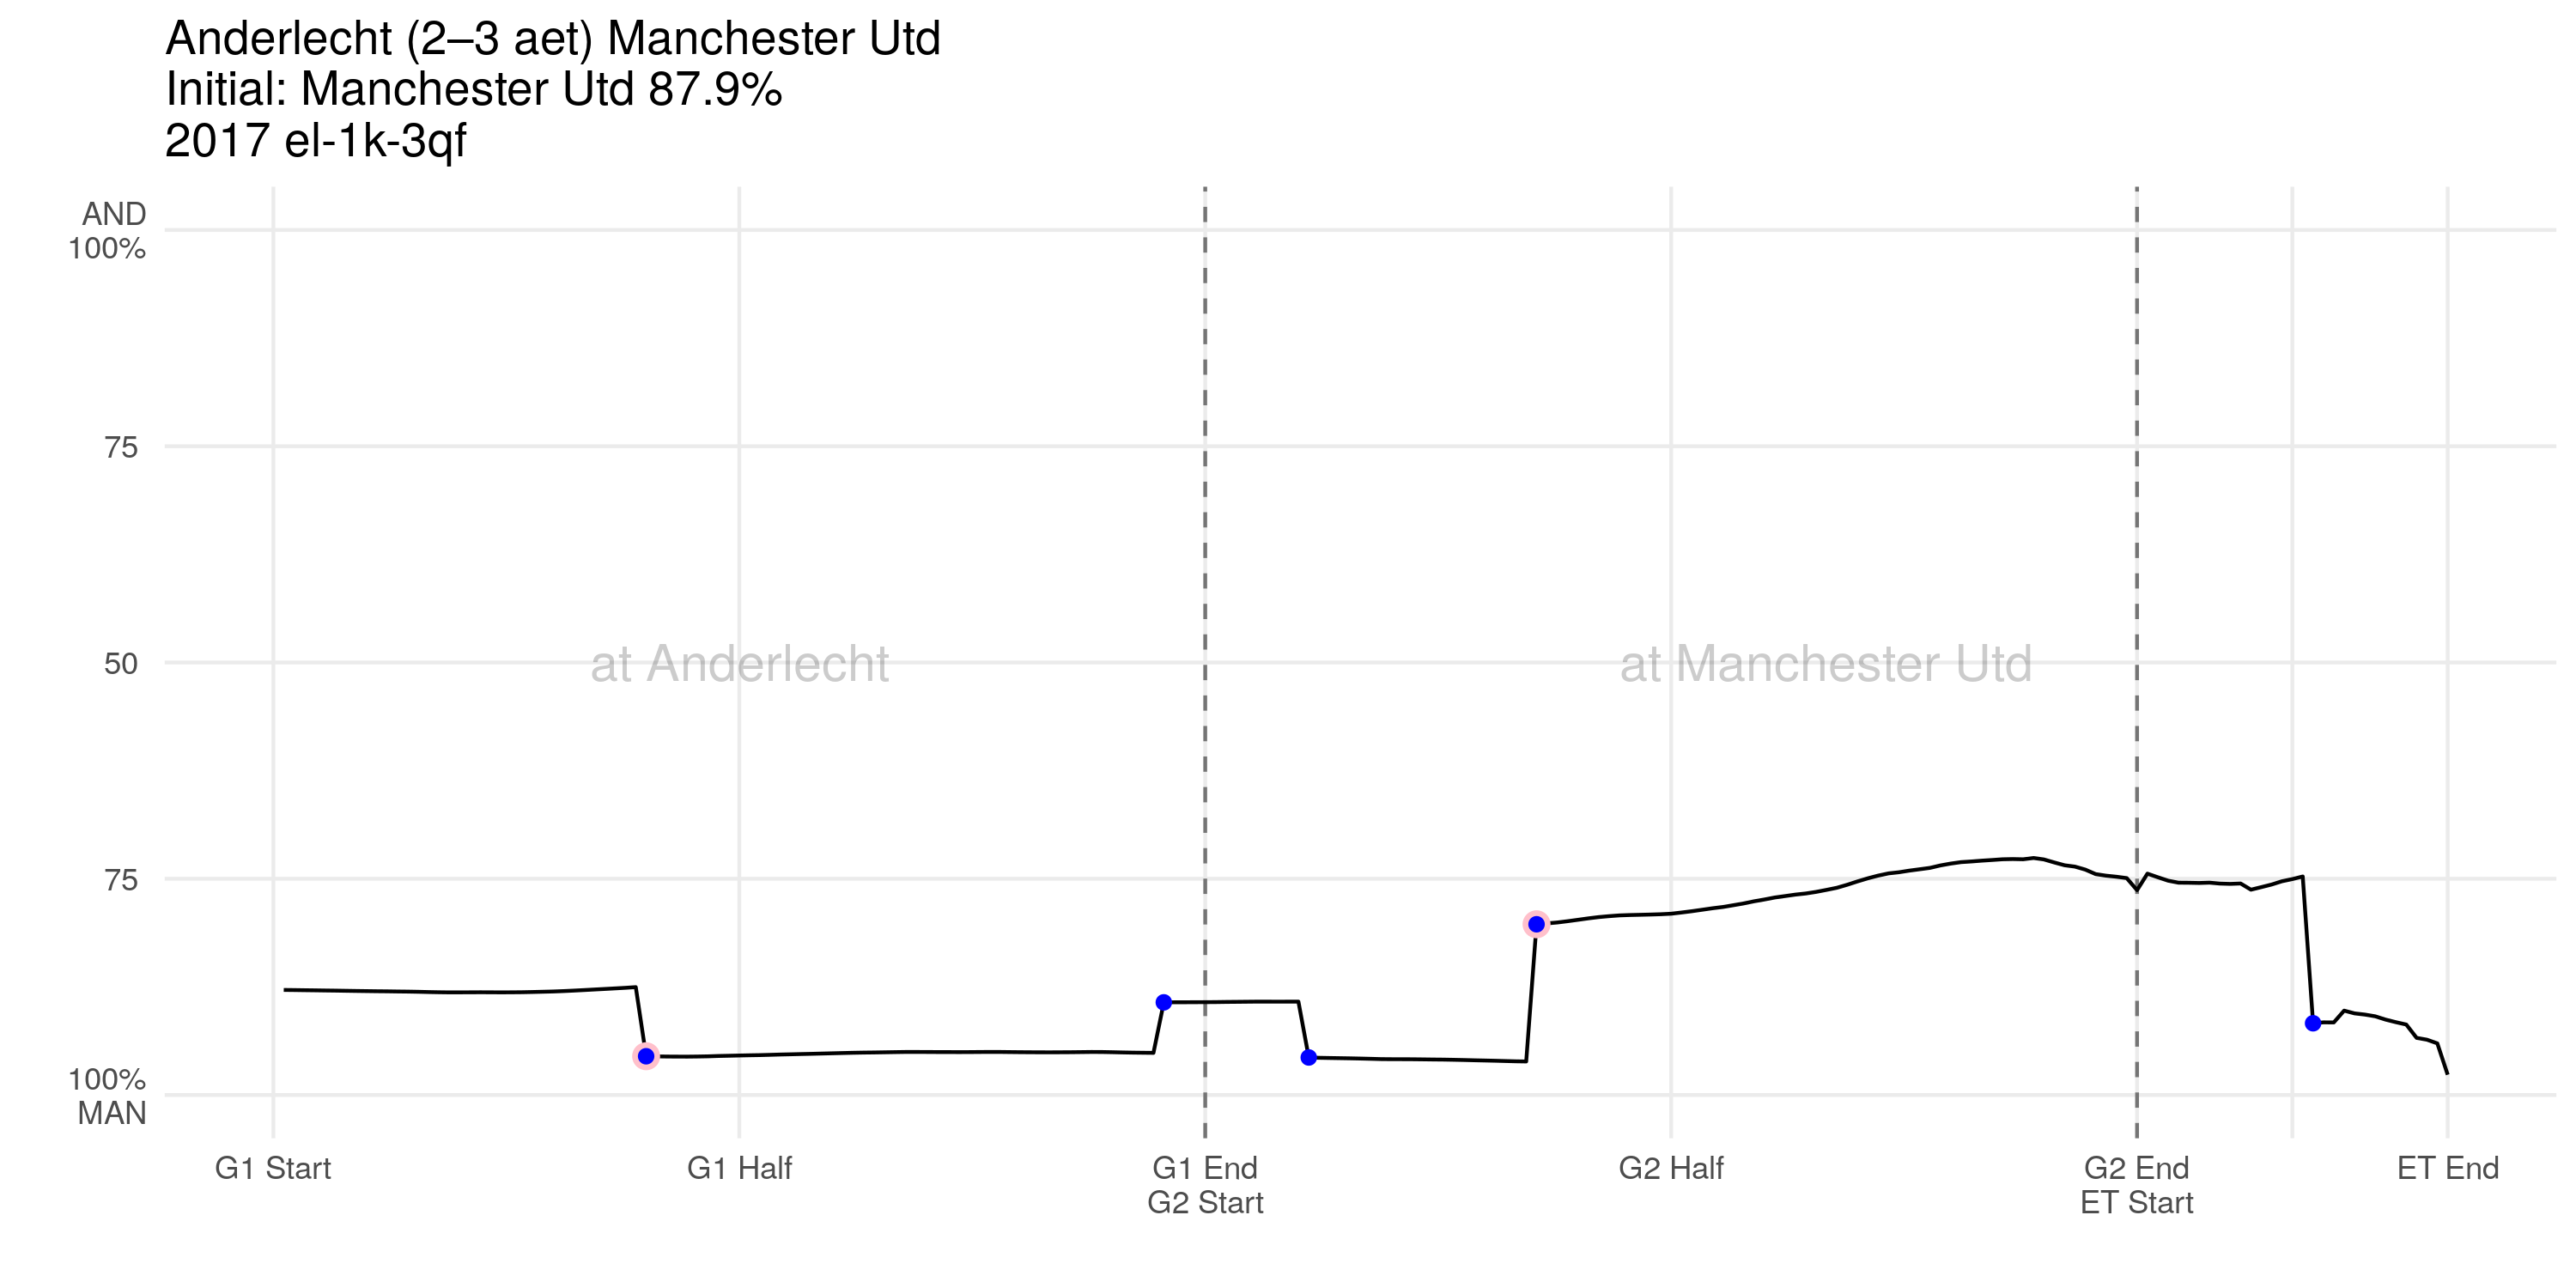 Anderlecht (2–3 aet) Manchester Utd
Initial: Manchester Utd 87.9%
2017 el-1k-3qf
AND
100%
75
50
75
100%
MAN
at Anderlecht
at Manchester Utd
G1 Start
G1 Half
G1 End
G2 Start
G2 Half
G2 End
ET Start
ET End